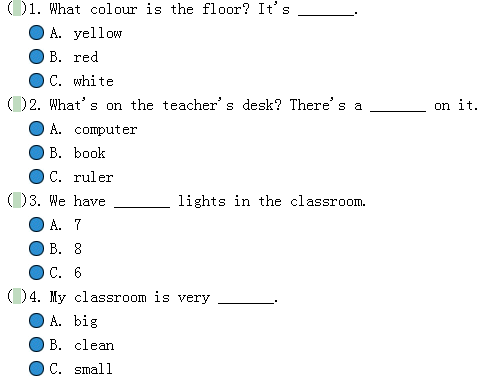 ( )1. What colour is the floor? It's _______.
A. yellow
B. red
C. white
( )2. What's on the teacher's desk? There's a _______ on it.
A. computer
B. book
C. ruler
( )3. We have _______ lights in the classroom.
A. 7
B. 8
C. 6
( )4. My classroom is very _______.
A. big
B. clean
C. small